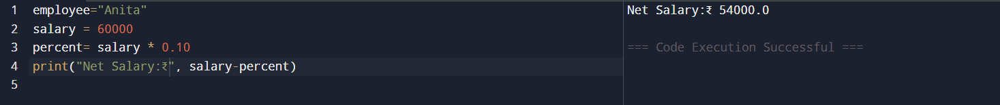 1 employee="Anita"
2 salary = 60000
3 percent= salary * 0.10
4 print("Net Salary:₹", salary-percent)
5
Net Salary:₹ 54000.0
=== Code Execution Successful ===